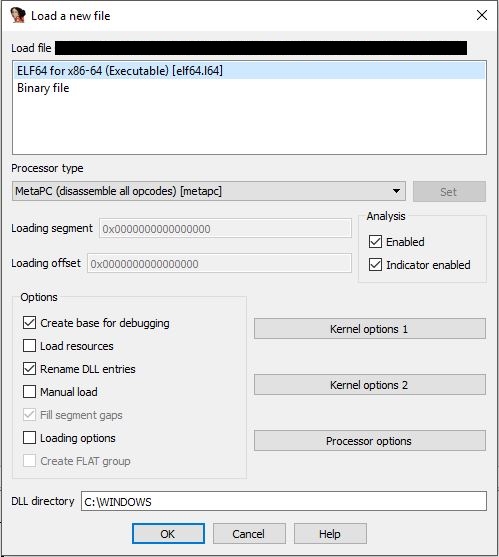 Load a new file
Load file
ELF64 for x86-64 (Executable) [elf64.l64]
Binary file
Processor type
MetaPC (disassemble all opcodes) [metapc]
Set
Loading segment 0x0000000000000000
Loading offset 0x0000000000000000
Analysis
Enabled
Indicator enabled
Options
Create base for debugging
Load resources
Rename DLL entries
Manual load
Fill segment gaps
Loading options
Create FLAT group
Kernel options 1
Kernel options 2
Processor options
DLL directory C:\WINDOWS
OK Cancel Help